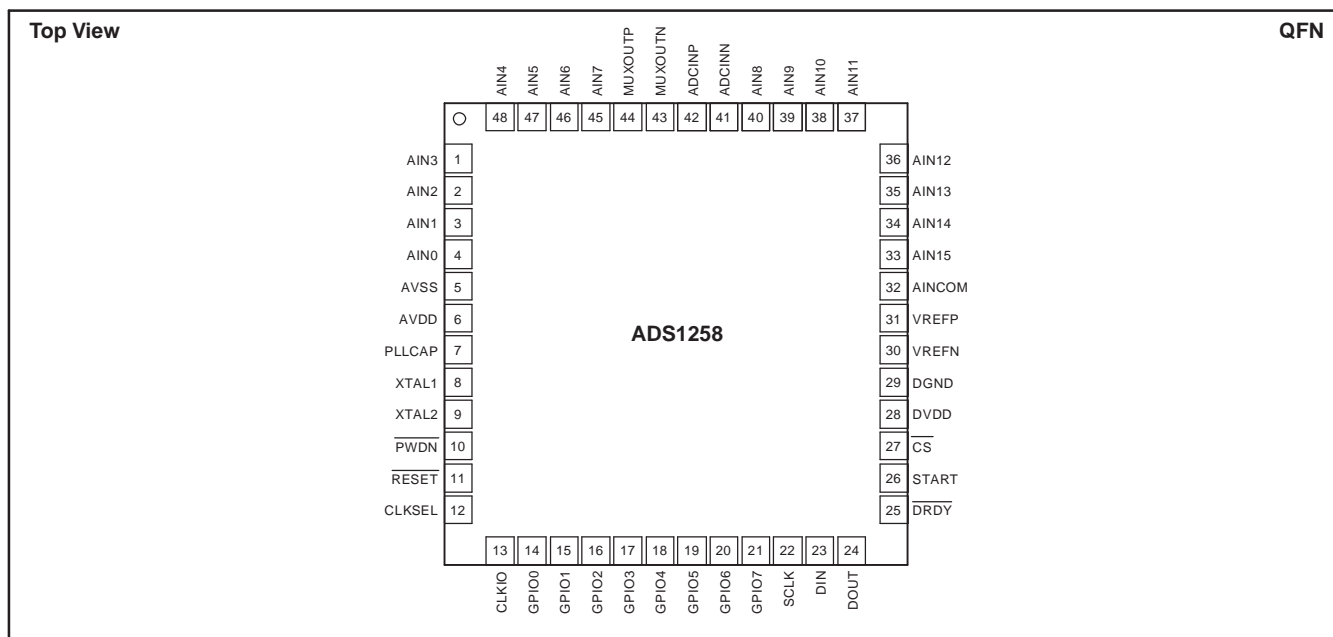 Top View
QFN
AIN4
AIN5
AIN6
AIN7
MUXOUTP
MUXOUTN
ADCINP
ADCINN
AIN8
AIN9
AIN10
AIN11
48 47 46 45 44 43 42 41 40 39 38 37
AIN3 1
AIN2 2
AIN1 3
AIN0 4
AVSS 5
AVDD 6
PLLCAP 7
XTAL1 8
XTAL2 9
PWDN 10
RESET 11
CLKSEL 12
ADS1258
36 AIN12
35 AIN13
34 AIN14
33 AIN15
32 AINCOM
31 VREFP
30 VREFN
29 DGND
28 DVDD
27 CS
26 START
25 DRDY
13 14 15 16 17 18 19 20 21 22 23 24
CLKIO
GPIO0
GPIO1
GPIO2
GPIO3
GPIO4
GPIO5
GPIO6
GPIO7
SCLK
DIN
DOUT